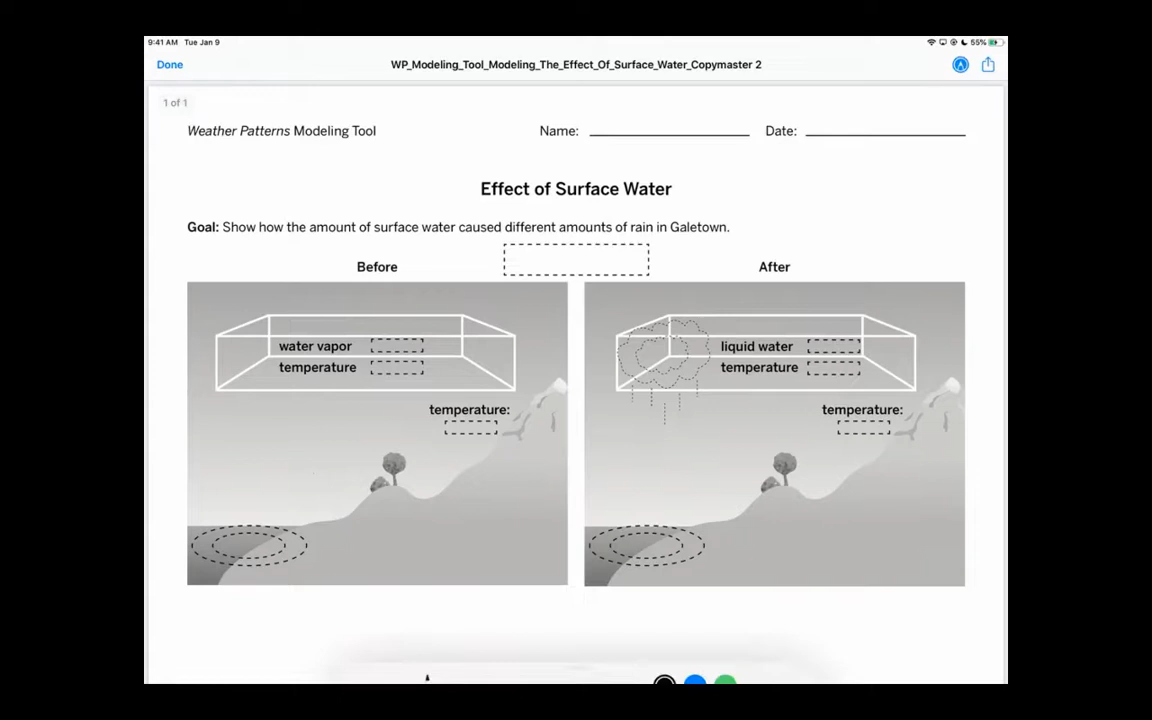 9:41 AM Tue Jan 9
55%
Done
WP_Modeling_Tool_Modeling_The_Effect_Of_Surface_Water_Copymaster 2
1 of 1
Weather Patterns Modeling Tool
Name:
Date:
Effect of Surface Water
Goal: Show how the amount of surface water caused different amounts of rain in Galetown.
Before
After
water vapor
temperature
temperature:
liquid water
temperature
temperature: